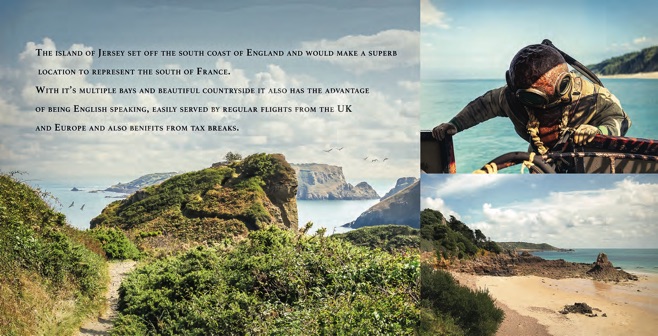 The island of Jersey set off the south coast of England and would make a superb
location to represent the south of France.
With it's multiple bays and beautiful countryside it also has the advantage
of being English speaking, easily served by regular flights from the UK
and Europe and also benifits from tax breaks.